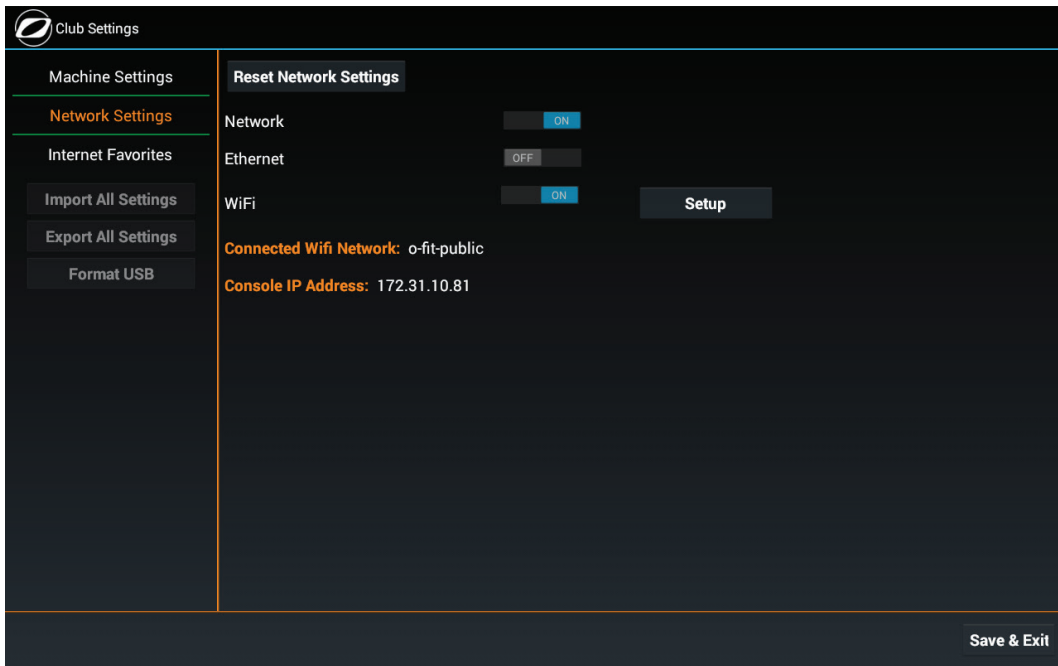 Club Settings
Machine Settings
Network Settings
Internet Favorites
Import All Settings
Export All Settings
Format USB
Reset Network Settings
Network ON
Ethernet OFF
WiFi ON Setup
Connected Wifi Network: o-fit-public
Console IP Address: 172.31.10.81
Save & Exit